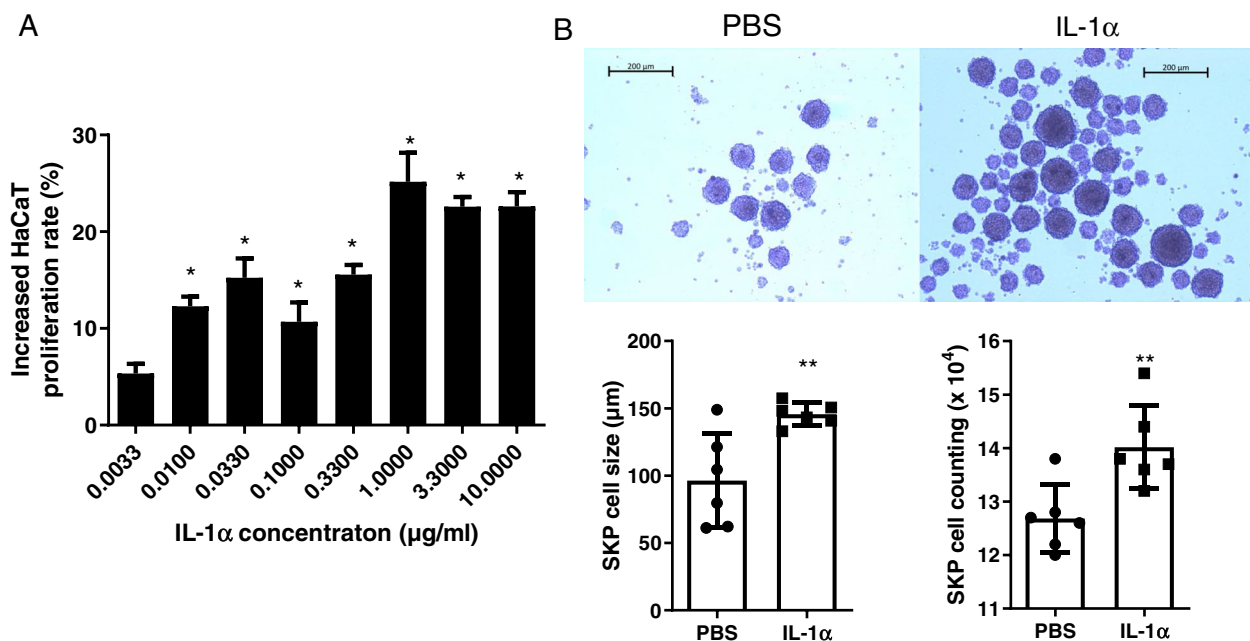 A
B
PBS
IL-1α
200 µm
200 µm
Increased HaCaT
proliferation rate (%)
30
20
10
0
*
*
*
*
*
*
*
0.0033
0.0100
0.0330
0.1000
0.3300
1.0000
3.3000
10.0000
IL-1α concentraton (µg/ml)
SKP cell size (µm)
200
150
100
50
0
**
PBS
IL-1α
SKP cell counting (x 10⁴)
16
15
14
13
12
11
**
PBS
IL-1α